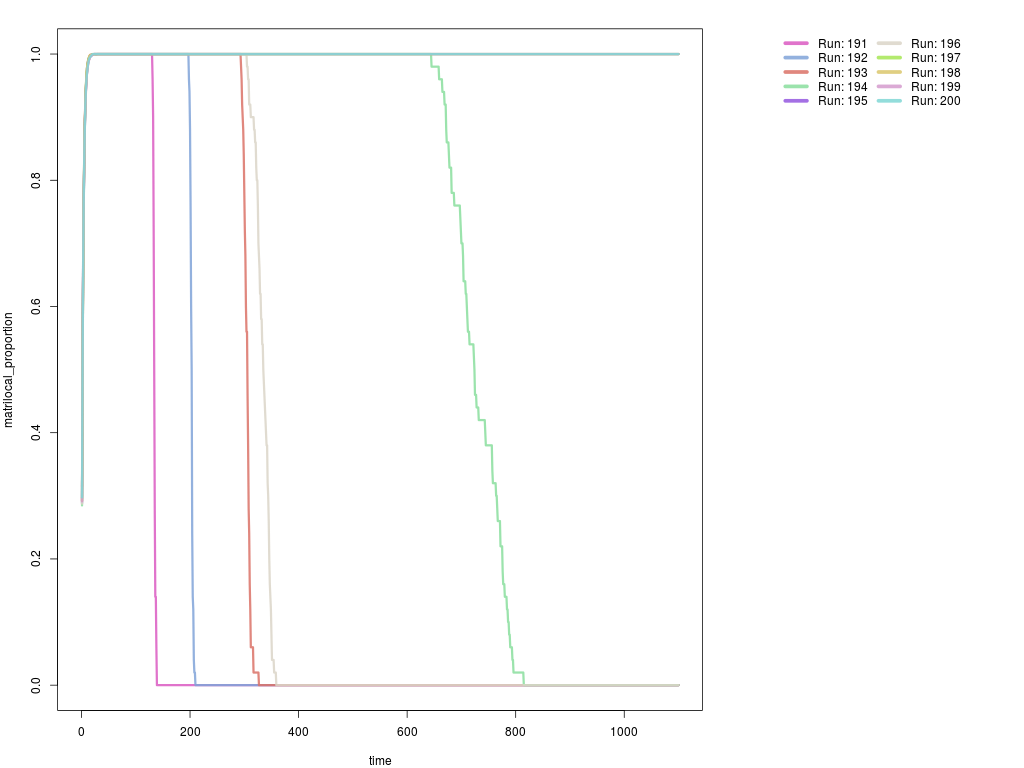 matrilocal_proportion
1.0
0.8
0.6
0.4
0.2
0.0
0 200 400 600 800 1000
time
Run: 191 Run: 196
Run: 192 Run: 197
Run: 193 Run: 198
Run: 194 Run: 199
Run: 195 Run: 200